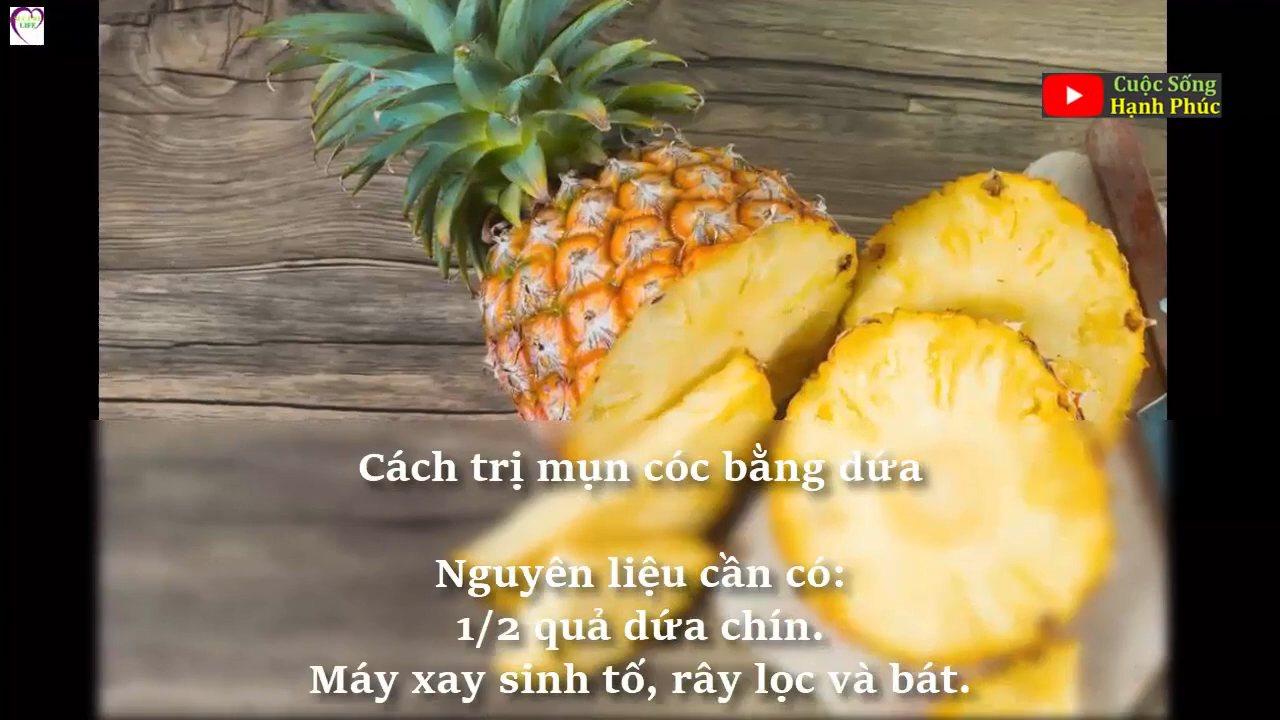 Cuộc Sống
Hạnh Phúc
Cách trị mụn cóc bằng dứa
Nguyên liệu cần có:
1/2 quả dứa chín.
Máy xay sinh tố, rây lọc và bát.